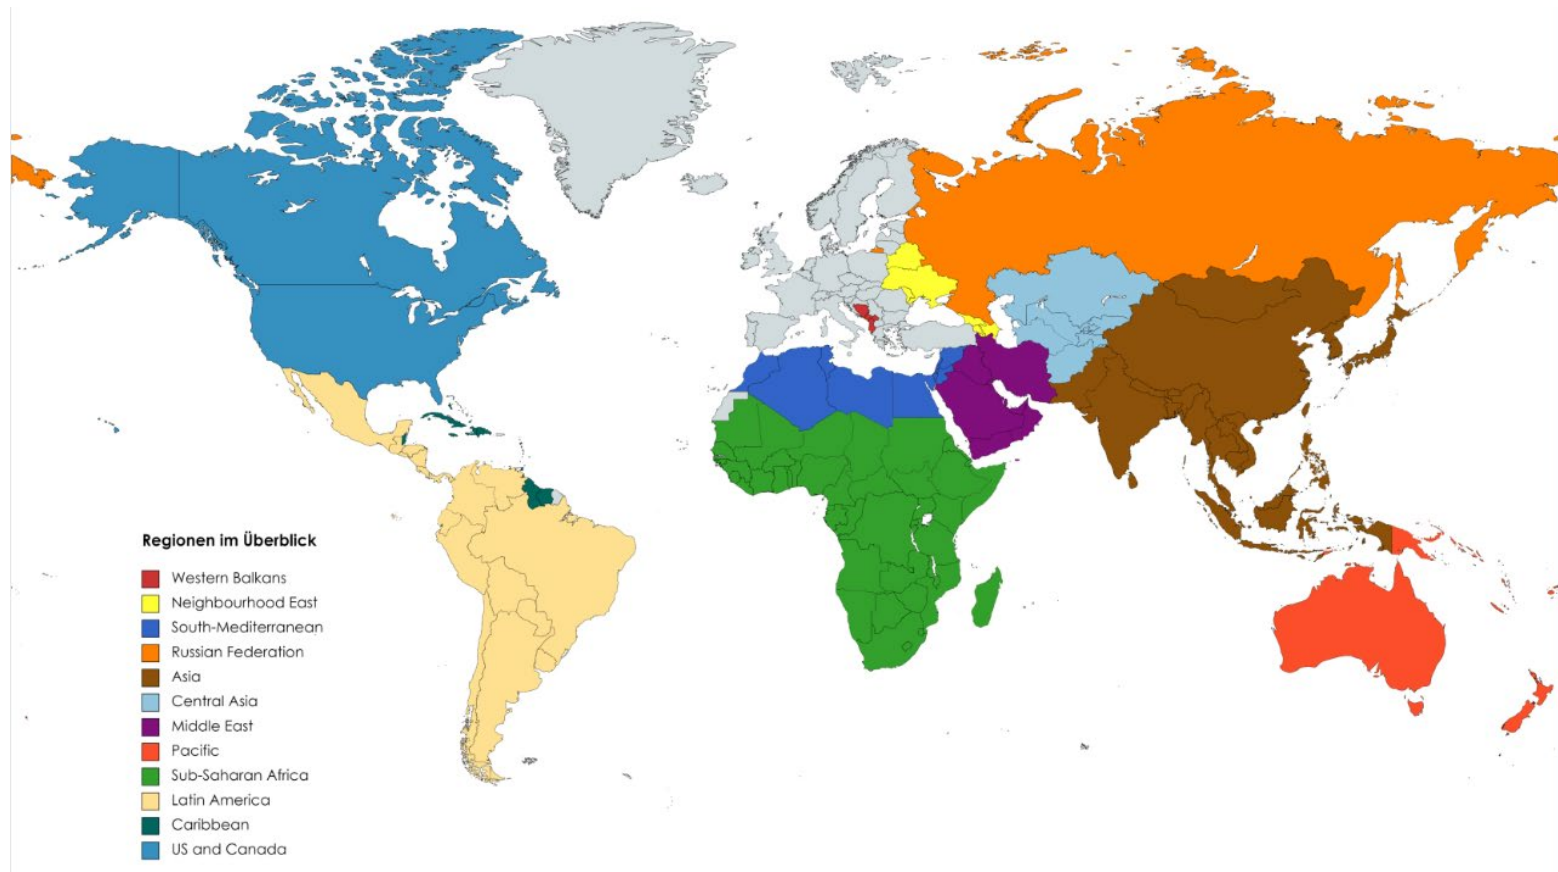 Regionen im Überblick
Western Balkans
Neighbourhood East
South-Mediterranean
Russian Federation
Asia
Central Asia
Middle East
Pacific
Sub-Saharan Africa
Latin America
Caribbean
US and Canada